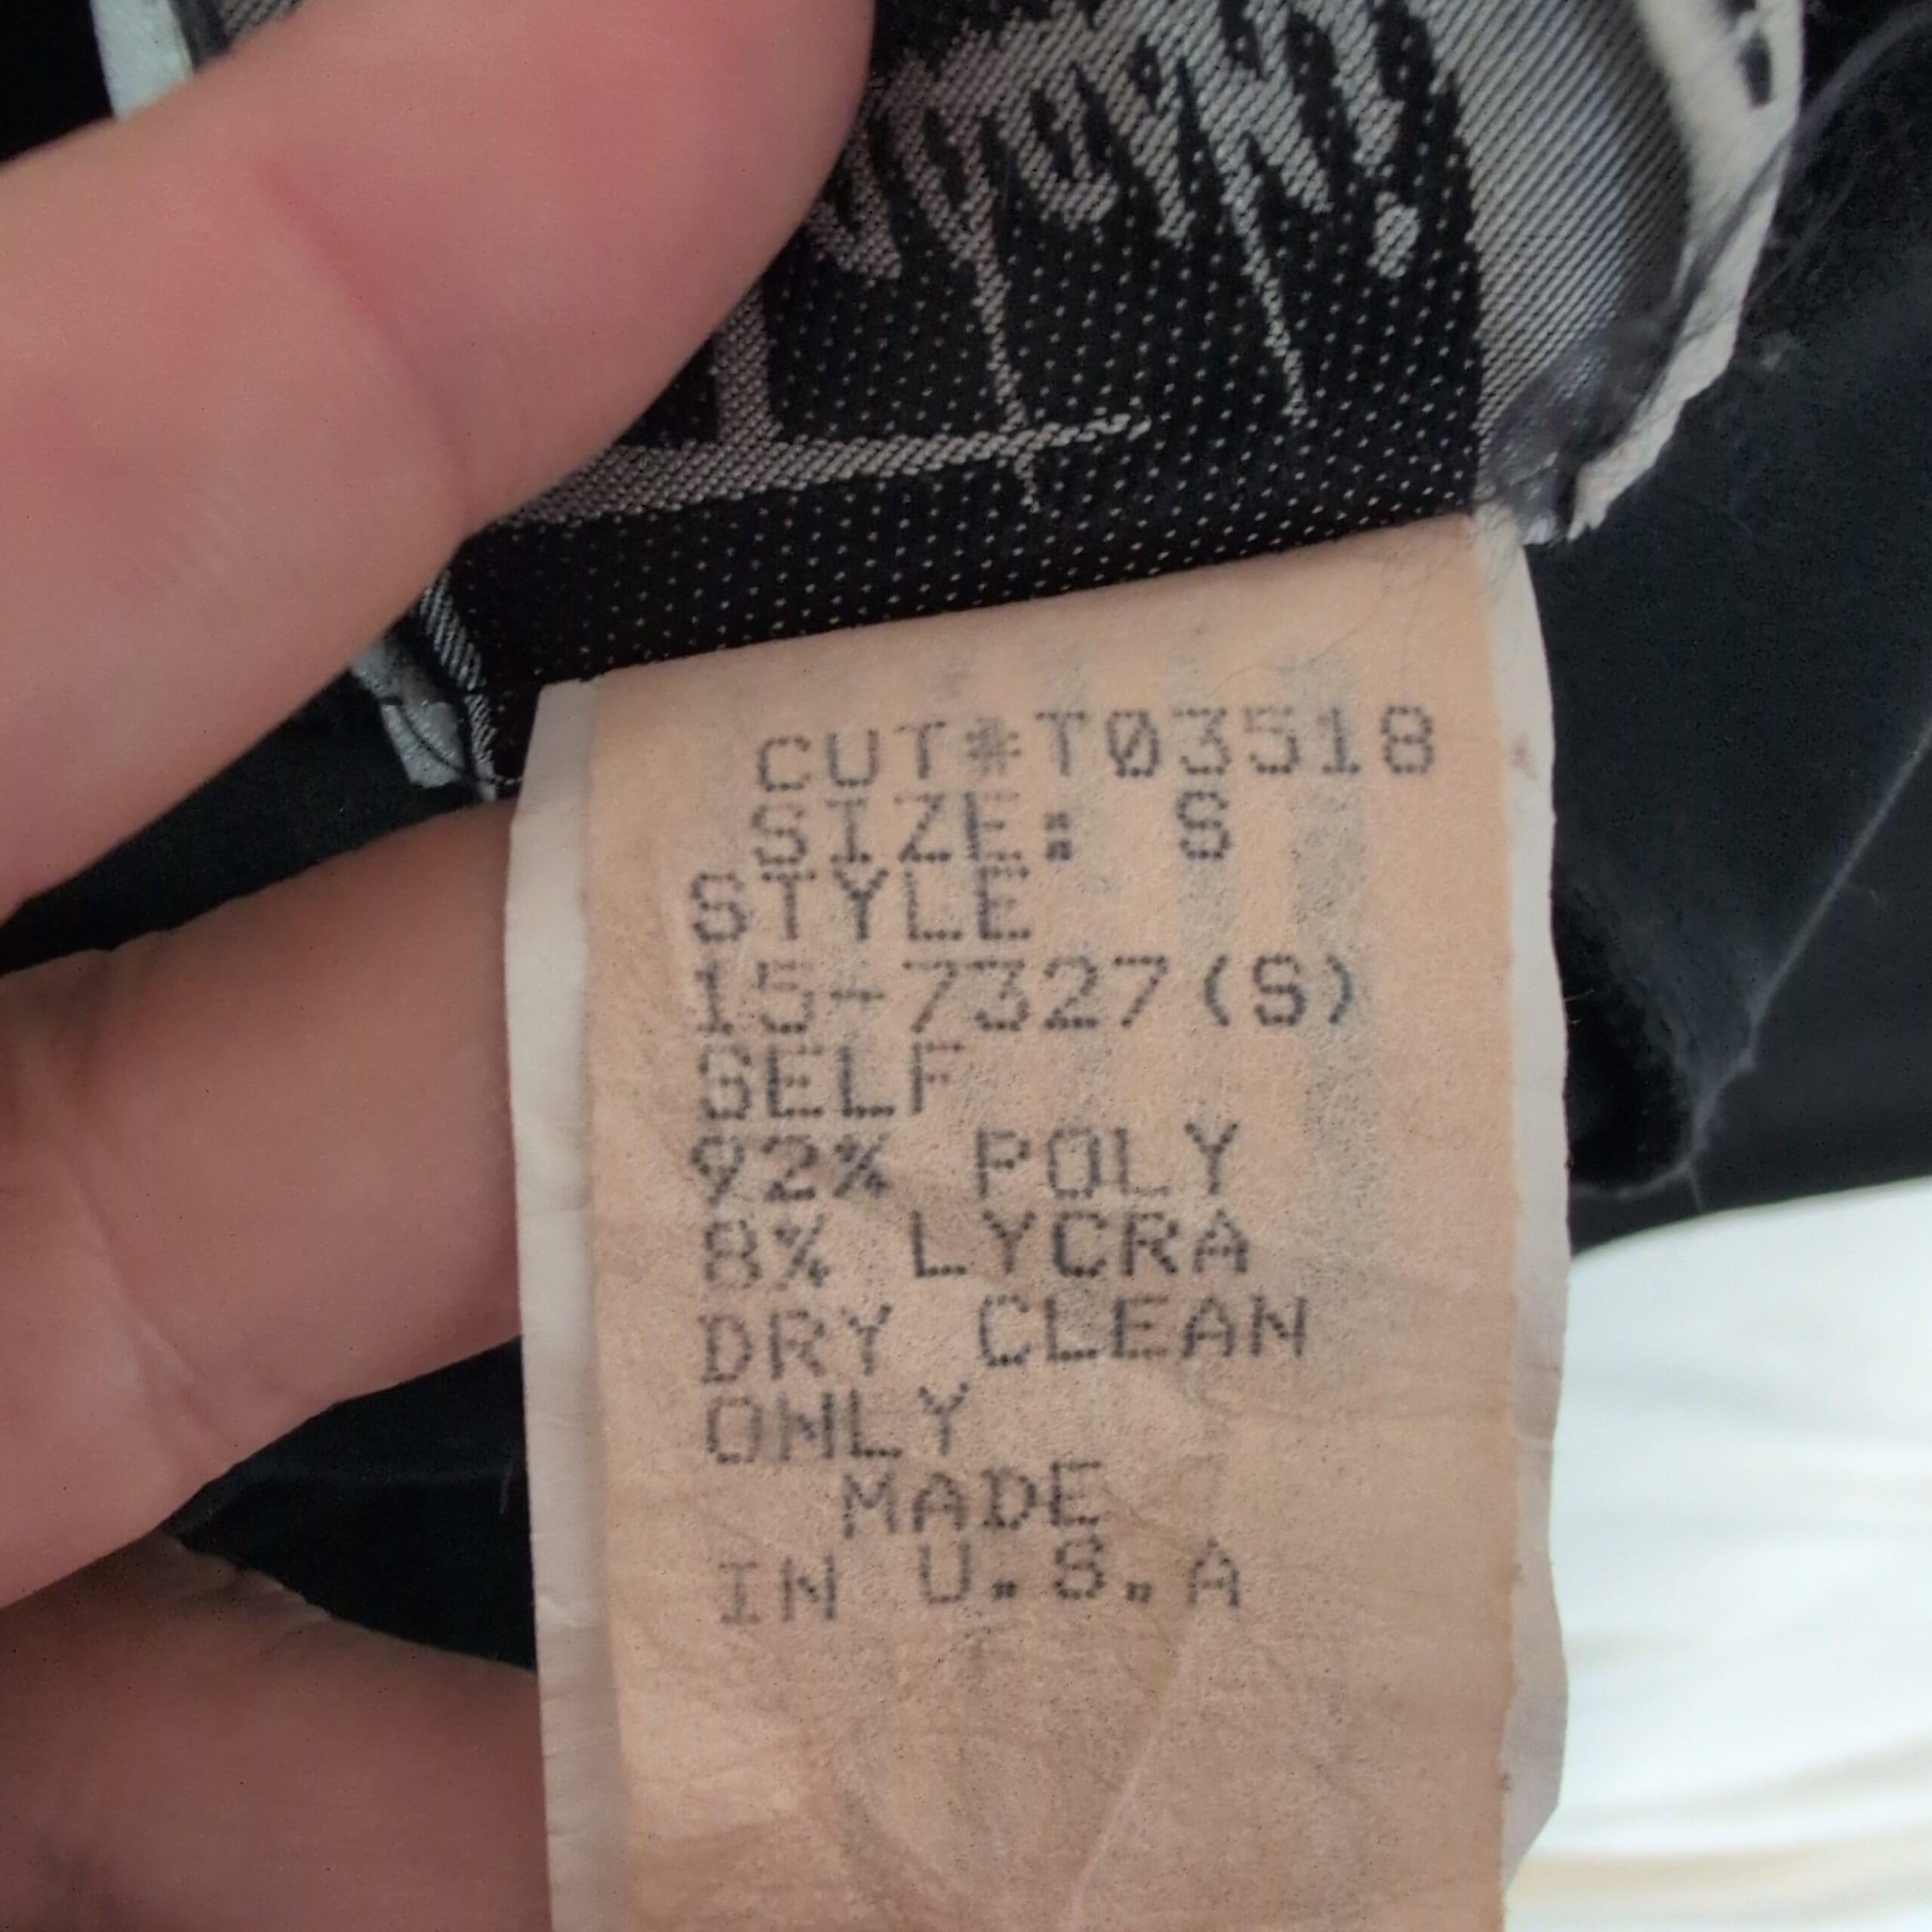 CUT#T03518
SIZE: S
STYLE
15-7327(S)
SELF
92% POLY
8% LYCRA
DRY CLEAN
ONLY
MADE
IN U.S.A